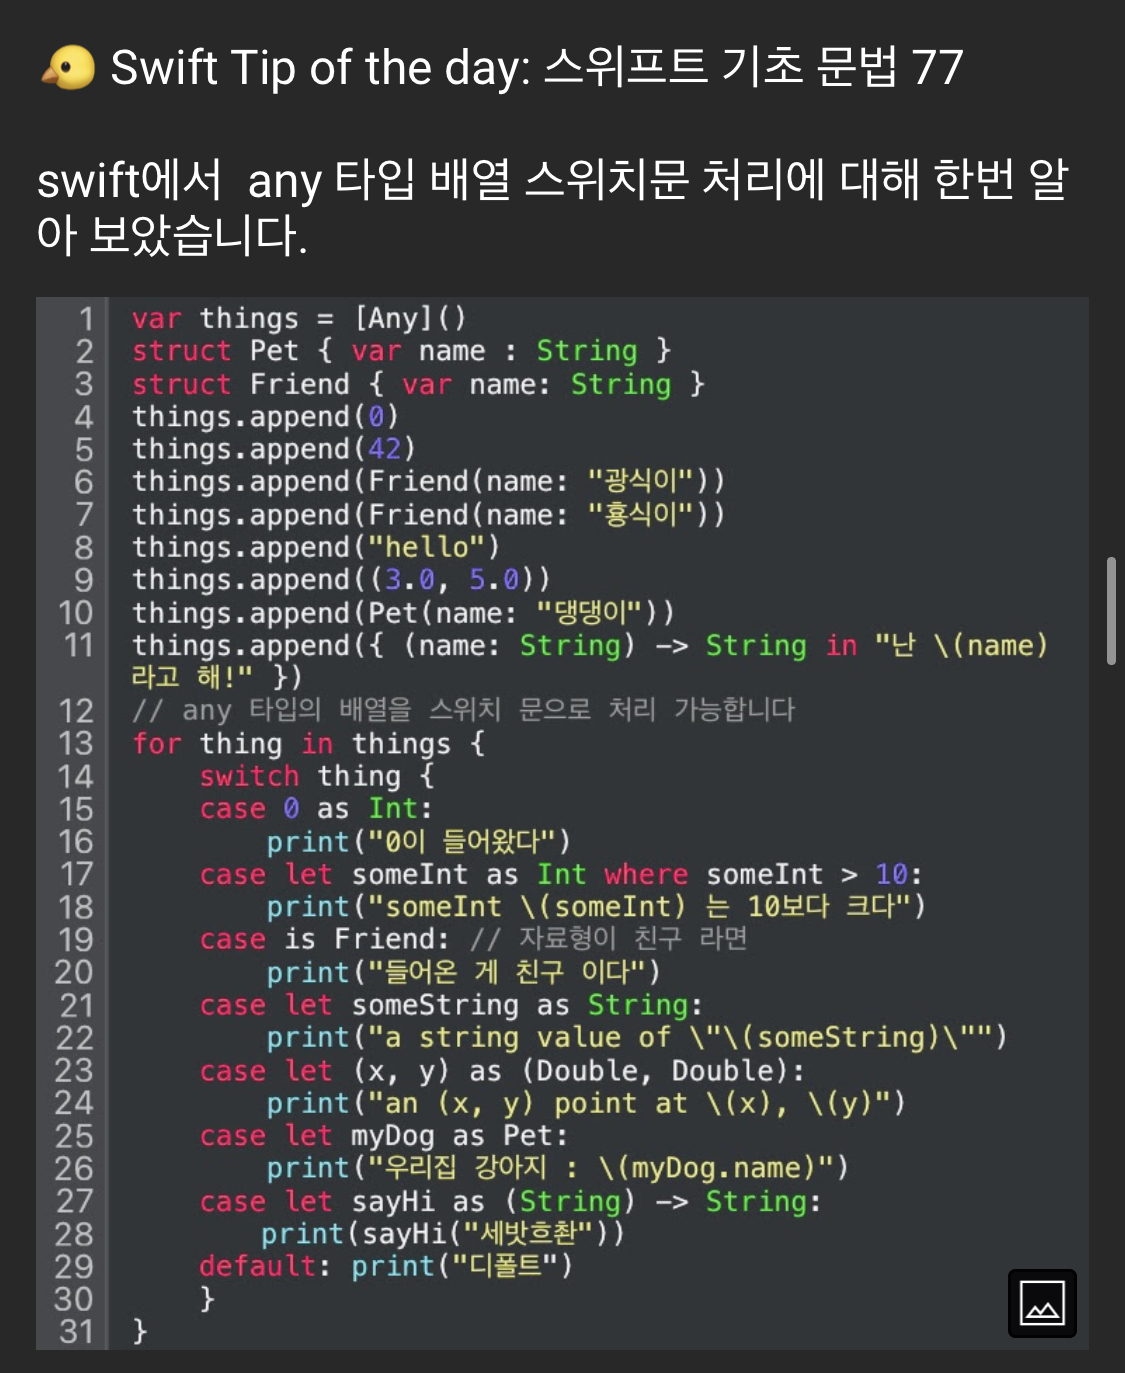 🐤 Swift Tip of the day: 스위프트 기초 문법 77
swift에서  any 타입 배열 스위치문 처리에 대해 한번 알
아 보았습니다.
1 var things = [Any]()
2 struct Pet { var name : String }
3 struct Friend { var name: String }
4 things.append(0)
5 things.append(42)
6 things.append(Friend(name: "광식이"))
7 things.append(Friend(name: "횽식이"))
8 things.append("hello")
9 things.append((3.0, 5.0))
10 things.append(Pet(name: "댕댕이"))
11 things.append({ (name: String) -> String in "난 \(name)
라고 해!" })
12 // any 타입의 배열을 스위치 문으로 처리 가능합니다
13 for thing in things {
14     switch thing {
15     case 0 as Int:
16         print("0이 들어왔다")
17     case let someInt as Int where someInt > 10:
18         print("someInt \(someInt) 는 10보다 크다")
19     case is Friend: // 자료형이 친구 라면
20         print("들어온 게 친구 이다")
21     case let someString as String:
22         print("a string value of \"\(someString)\"")
23     case let (x, y) as (Double, Double):
24         print("an (x, y) point at \(x), \(y)")
25     case let myDog as Pet:
26         print("우리집 강아지 : \(myDog.name)")
27     case let sayHi as (String) -> String:
28         print(sayHi("세밧흐촨"))
29     default: print("디폴트")
30     }
31 }